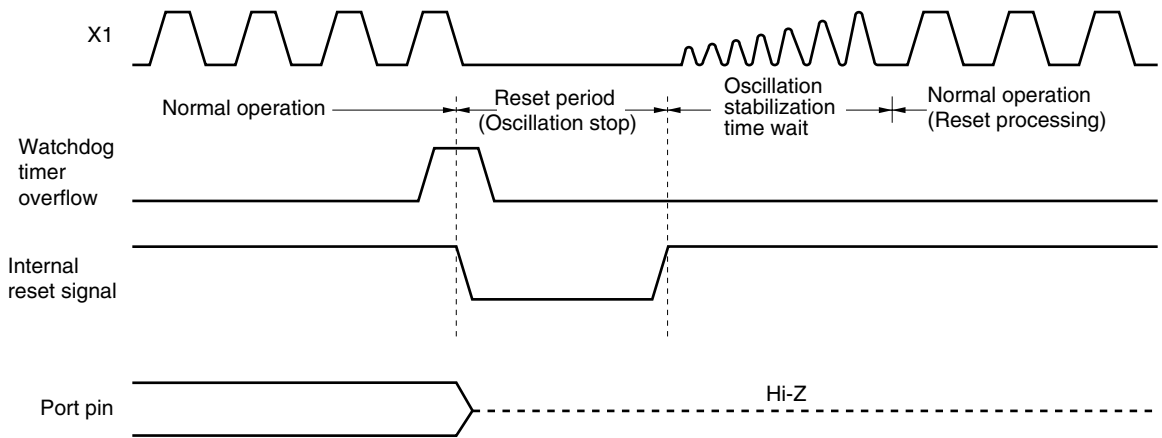 X1
Normal operation
Reset period
(Oscillation stop)
Oscillation
stabilization
time wait
Normal operation
(Reset processing)
Watchdog
timer
overflow
Internal
reset signal
Port pin
Hi-Z